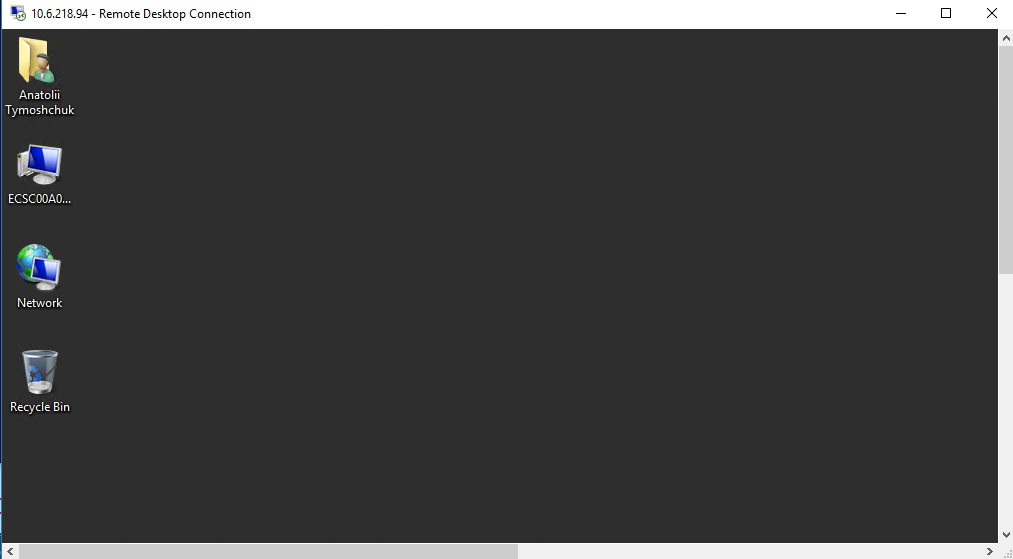 10.6.218.94 - Remote Desktop Connection
Anatolii
Tymoshchuk
ECSC00A0...
Network
Recycle Bin